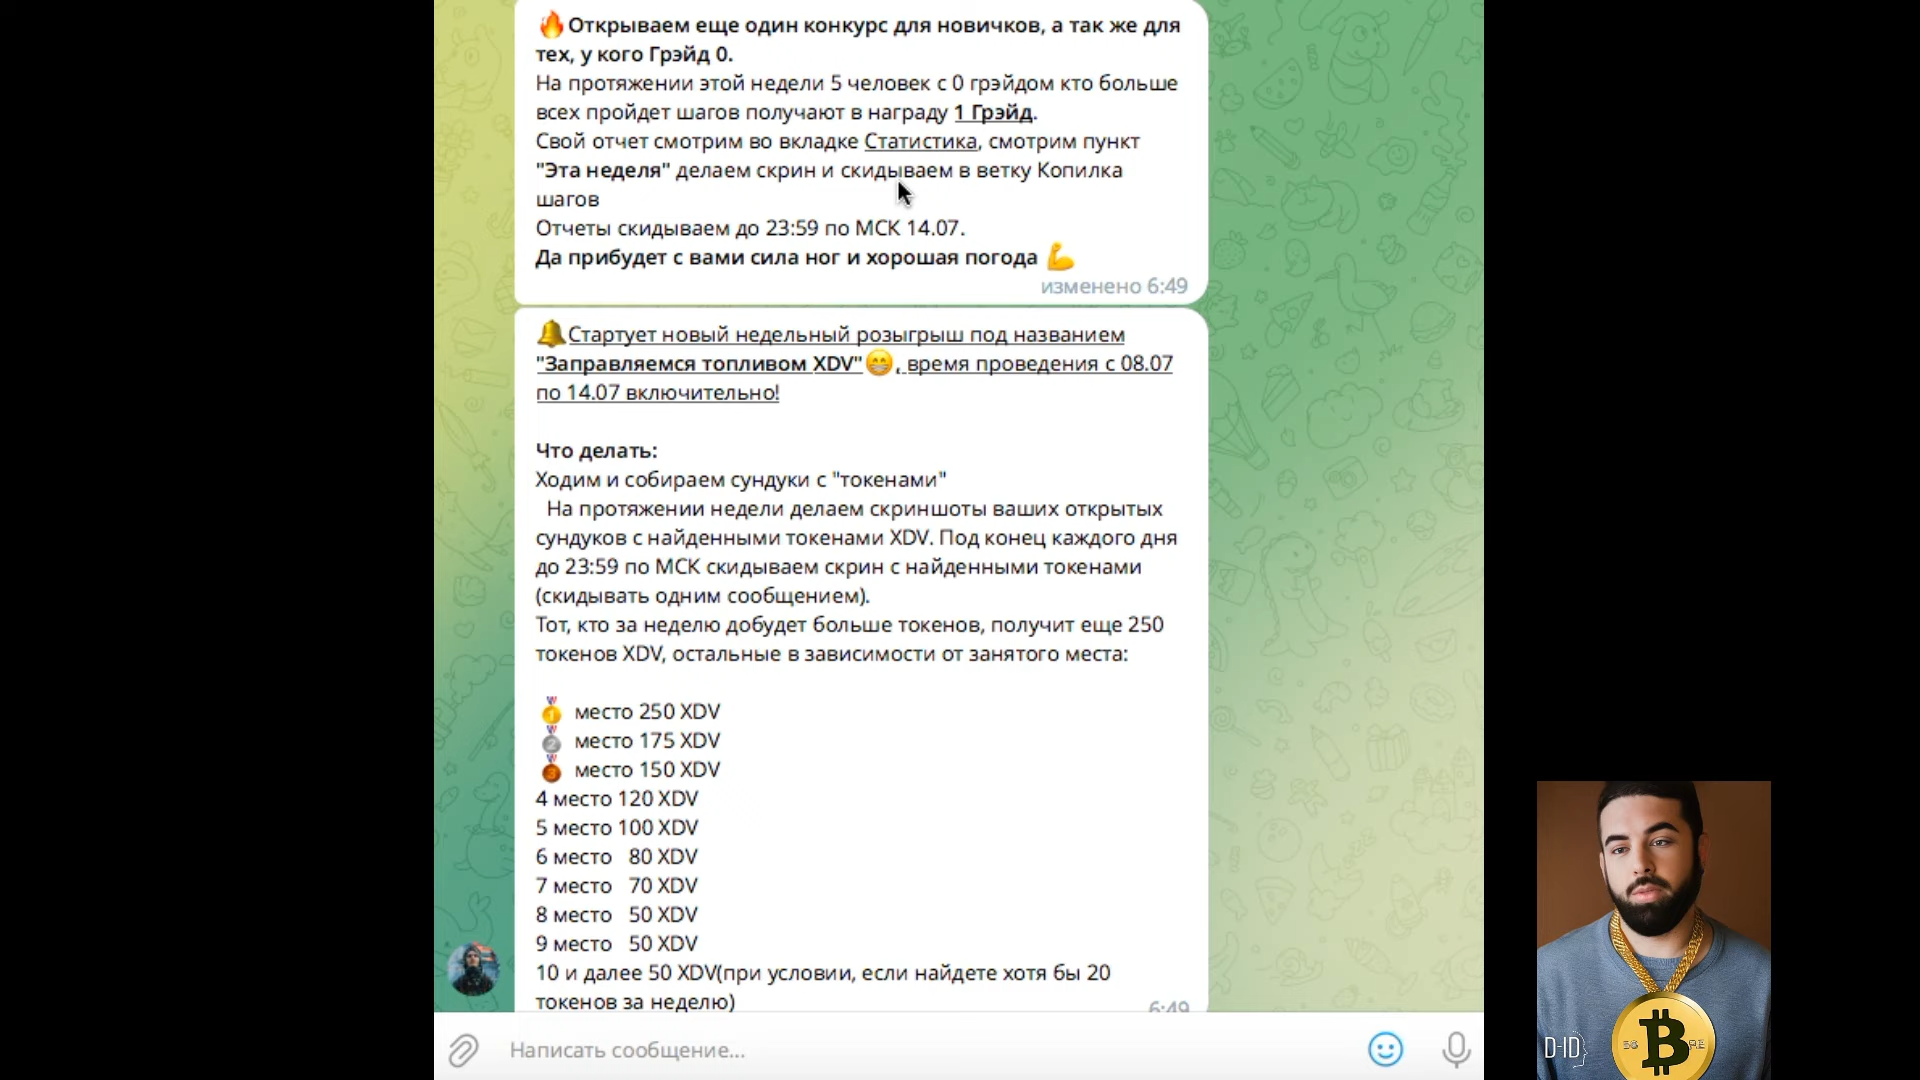 🔥Открываем еще один конкурс для новичков, а так же для
тех, у кого Грэйд 0.
На протяжении этой недели 5 человек с 0 грэйдом кто больше
всех пройдет шагов получают в награду 1 Грэйд.
Свой отчет смотрим во вкладке Статистика, смотрим пункт
"Эта неделя" делаем скрин и скидываем в ветку Копилка
шагов
Отчеты скидываем до 23:59 по МСК 14.07.
Да прибудет с вами сила ног и хорошая погода 💪
изменено 6:49
🔔Стартует новый недельный розыгрыш под названием
"Заправляемся топливом XDV"😁, время проведения с 08.07
по 14.07 включительно!
Что делать:
Ходим и собираем сундуки с "токенами"
На протяжении недели делаем скриншоты ваших открытых
сундуков с найденными токенами XDV. Под конец каждого дня
до 23:59 по МСК скидываем скрин с найденными токенами
(скидывать одним сообщением).
Тот, кто за неделю добудет больше токенов, получит еще 250
токенов XDV, остальные в зависимости от занятого места:
🥇 место 250 XDV
🥈 место 175 XDV
🥉 место 150 XDV
4 место 120 XDV
5 место 100 XDV
6 место 80 XDV
7 место 70 XDV
8 место 50 XDV
9 место 50 XDV
10 и далее 50 XDV(при условии, если найдете хотя бы 20
токенов за неделю)
6:49
Написать сообщение...
D-ID